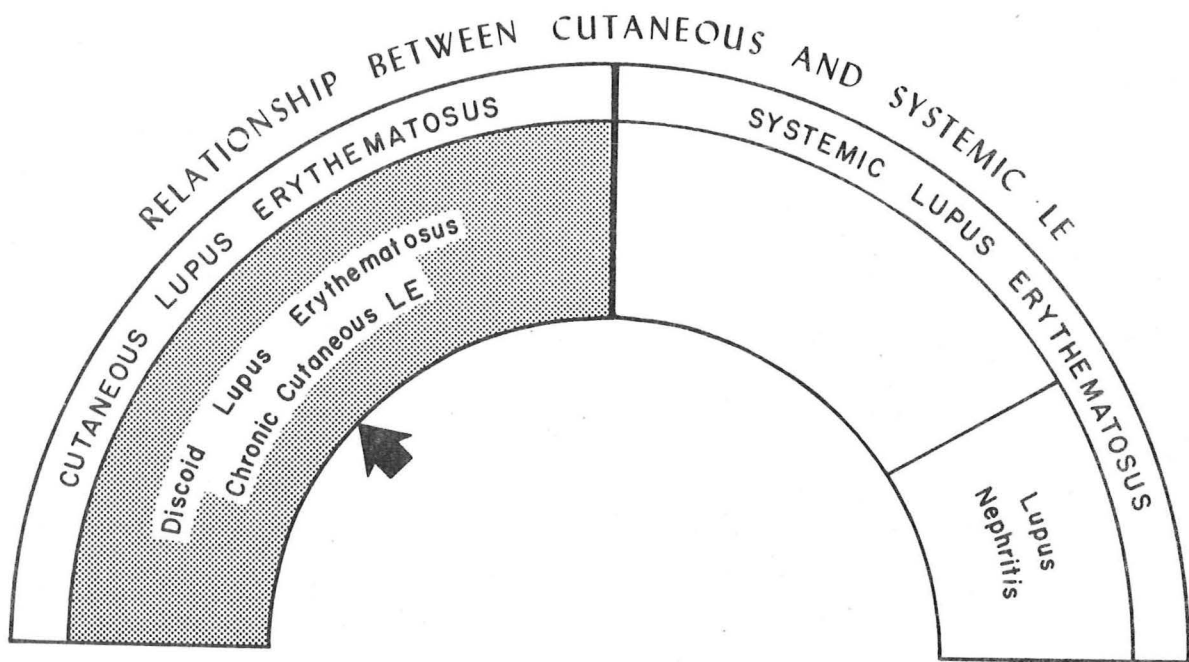 RELATIONSHIP BETWEEN CUTANEOUS AND SYSTEMIC LE
CUTANEOUS LUPUS ERYTHEMATOSUS
SYSTEMIC LUPUS ERYTHEMATOSUS
Discoid Lupus Erythematosus
Chronic Cutaneous LE
Lupus
Nephritis